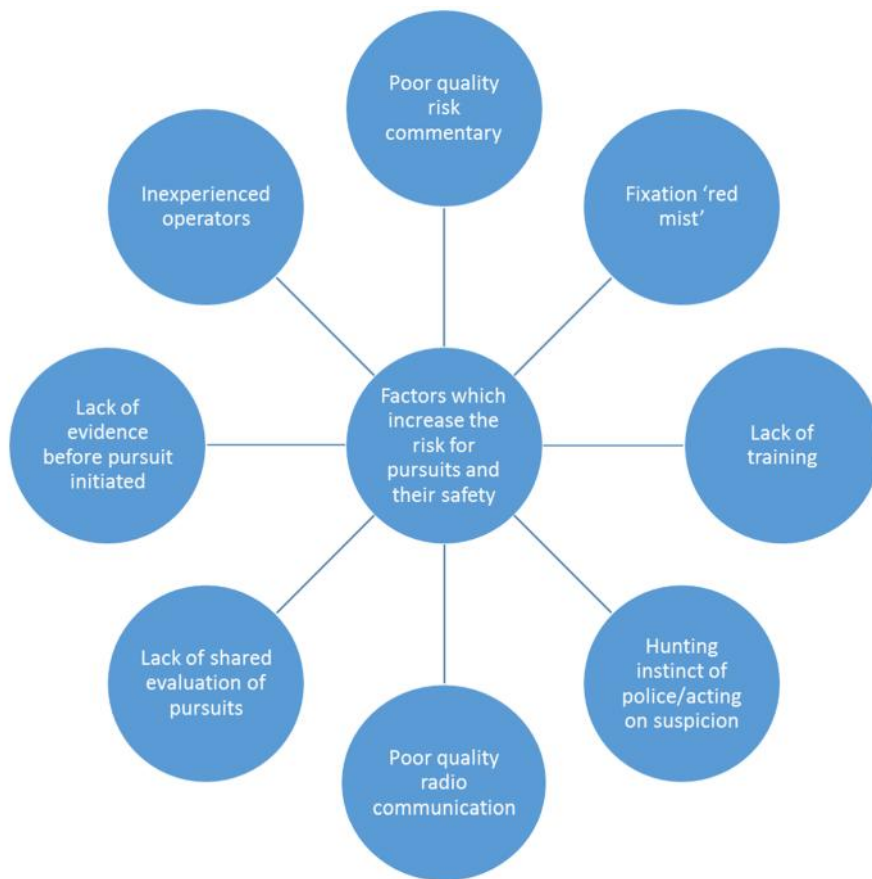 Poor quality
risk
commentary
Fixation ‘red
mist’
Lack of
training
Hunting
instinct of
police/acting
on suspicion
Poor quality
radio
communication
Lack of shared
evaluation of
pursuits
Lack of
evidence
before pursuit
initiated
Inexperienced
operators
Factors which
increase the
risk for
pursuits and
their safety